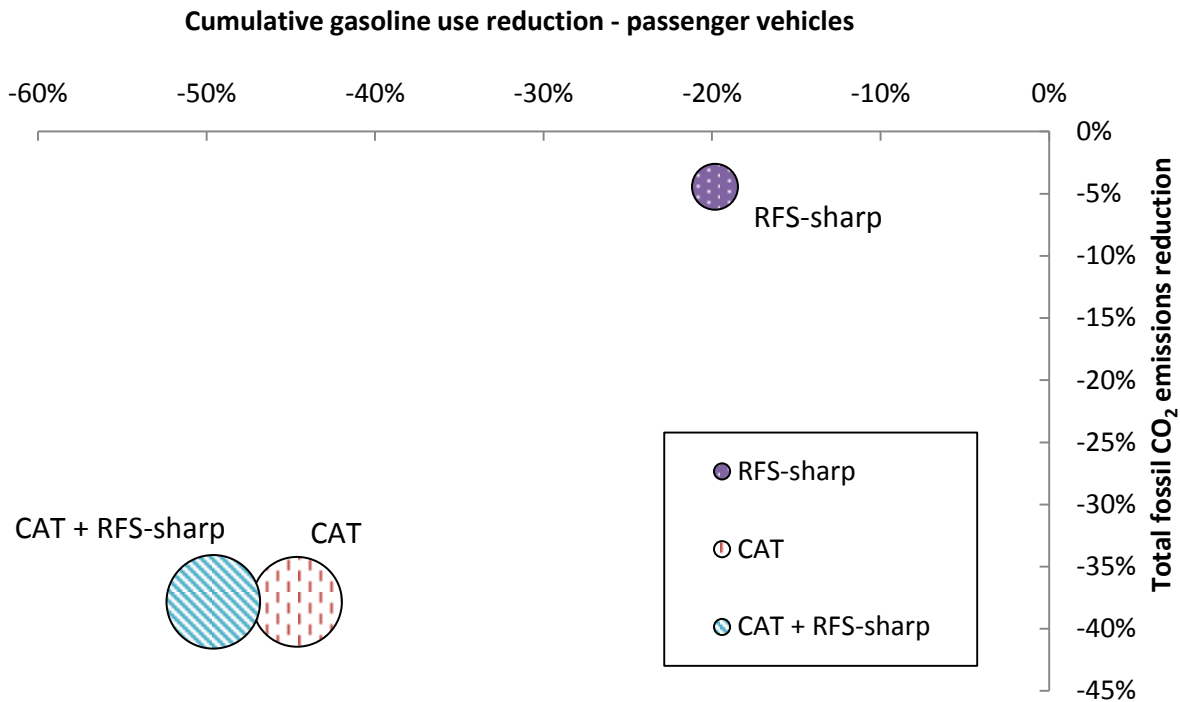 Cumulative gasoline use reduction - passenger vehicles
-60% -50% -40% -30% -20% -10% 0%
0%
-5%
-10%
-15%
-20%
-25%
-30%
-35%
-40%
-45%
Total fossil CO₂ emissions reduction
RFS-sharp
CAT + RFS-sharp
CAT
RFS-sharp
CAT
CAT + RFS-sharp